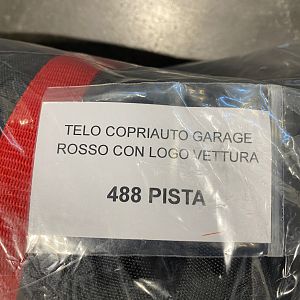 TELO COPRIAUTO GARAGE
ROSSO CON LOGO VETTURA
488 PISTA